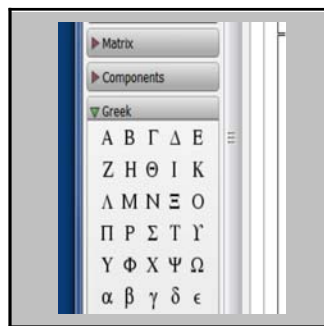 Matrix
Components
Greek
Α Β Γ Δ Ε
Ζ Η Θ Ι Κ
Λ Μ Ν Ξ Ο
Π Ρ Σ Τ ϒ
Υ Φ Χ Ψ Ω
α β γ δ ϵ